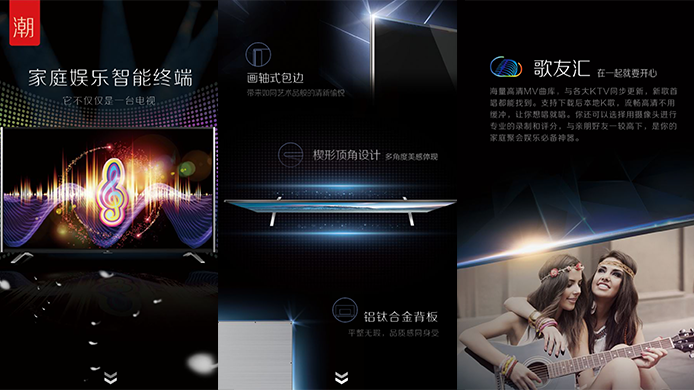 潮
家庭娱乐智能终端
它不仅仅是一台电视
画轴式包边
带来如同艺术品般的清新愉悦
楔形顶角设计 多角度美感体现
铝钛合金背板
平整无瑕，品质感同身受
歌友汇 在一起就要开心
海量高清MV曲库，与各大KTV同步更新，新歌首
唱都能找到。支持下载后本地K歌，流畅高清不用
缓冲，让你想唱就唱。你还可以选择用摄像头进行
专业的录制和评分，与亲朋好友一较高下，是你的
家庭聚会娱乐必备神器。